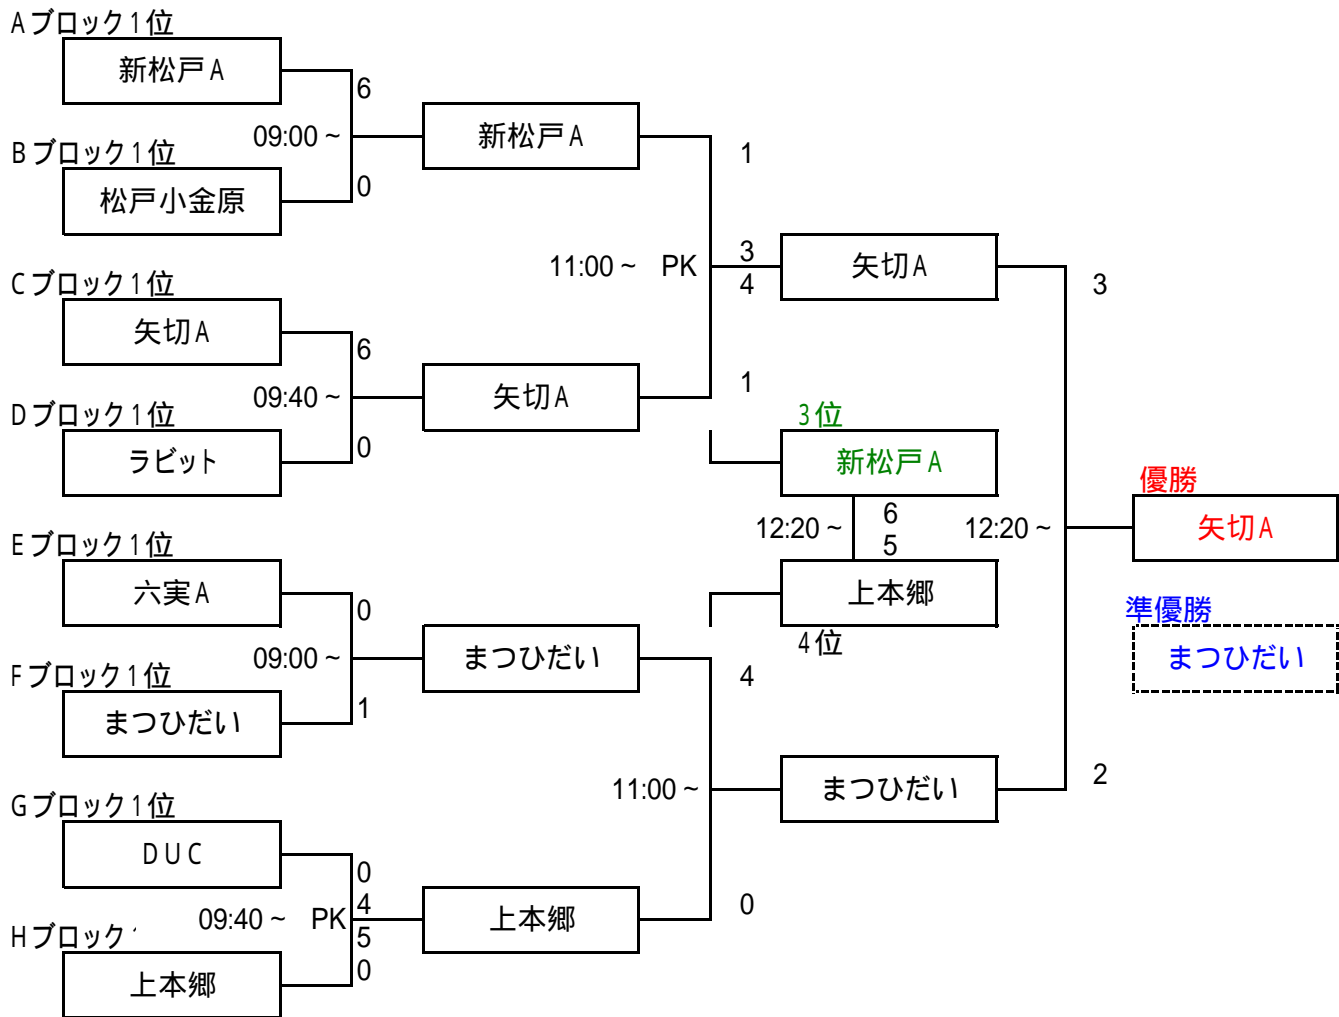 Aブロック1位
新松戸A
6
09:00 ~
新松戸A
1
Bブロック1位
0
松戸小金原
3
11:00 ~ PK
4
矢切A
3
Cブロック1位
矢切A
6
09:40 ~
矢切A
1
Dブロック1位
0
ラビット
3位
新松戸A
優勝
矢切A
12:20 ~
6
5
12:20 ~
Eブロック1位
六実A
0
上本郷
4位
準優勝
まつひだい
09:00 ~
まつひだい
4
Fブロック1位
1
まつひだい
11:00 ~
まつひだい
2
Gブロック1位
DUC
0
09:40 ~ PK
4
5
0
上本郷
0
Hブロック
上本郷